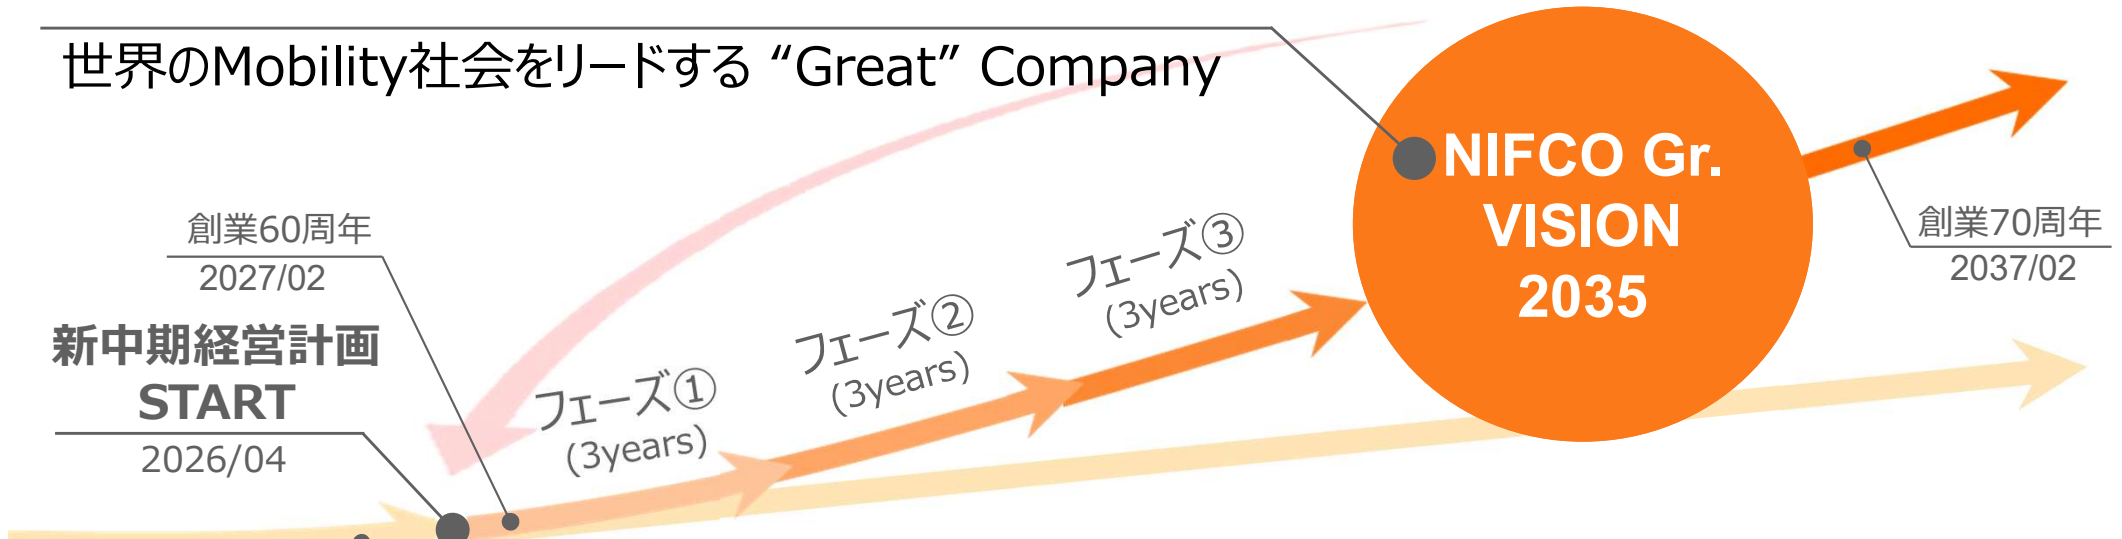 世界のMobility社会をリードする “Great” Company
NIFCO Gr.
VISION
2035
創業60周年
2027/02
新中期経営計画
START
2026/04
フェーズ①
(3years)
フェーズ②
(3years)
フェーズ③
(3years)
創業70周年
2037/02